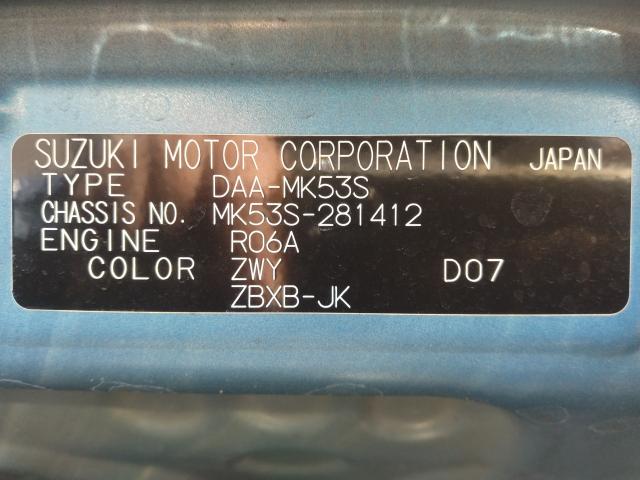 SUZUKI MOTOR CORPORATION JAPAN
TYPE DAA-MK53S
CHASSIS NO. MK53S-281412
ENGINE R06A
COLOR ZWY D07
ZBXB-JK